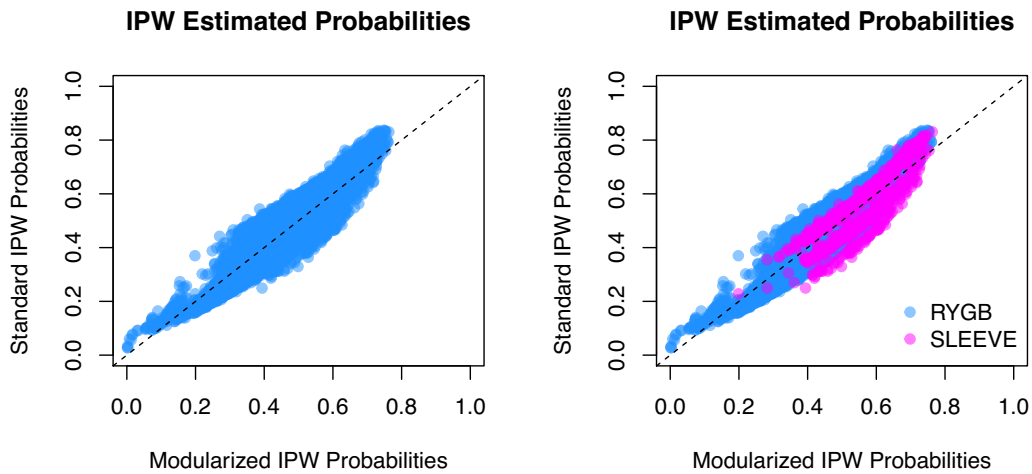 IPW Estimated Probabilities
Standard IPW Probabilities
1.0
0.8
0.6
0.4
0.2
0.0
0.0 0.2 0.4 0.6 0.8 1.0
Modularized IPW Probabilities
IPW Estimated Probabilities
Standard IPW Probabilities
1.0
0.8
0.6
0.4
0.2
0.0
RYGB
SLEEVE
0.0 0.2 0.4 0.6 0.8 1.0
Modularized IPW Probabilities